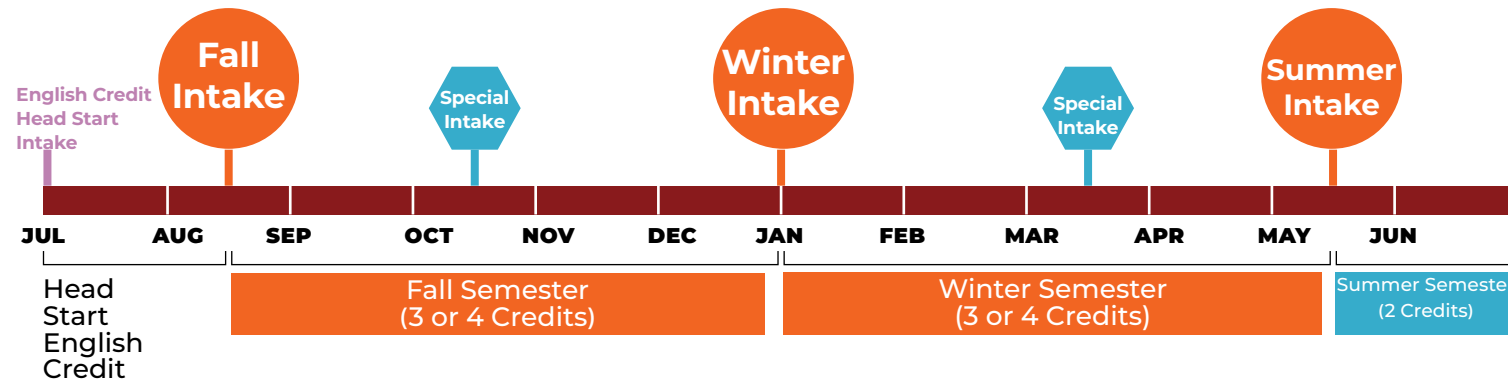 English Credit
Head Start
Intake
Fall
Intake
Special
Intake
Winter
Intake
Special
Intake
Summer
Intake
JUL AUG SEP OCT NOV DEC JAN FEB MAR APR MAY JUN
Head
Start
English
Credit
Fall Semester
(3 or 4 Credits)
Winter Semester
(3 or 4 Credits)
Summer Semeste
(2 Credits)